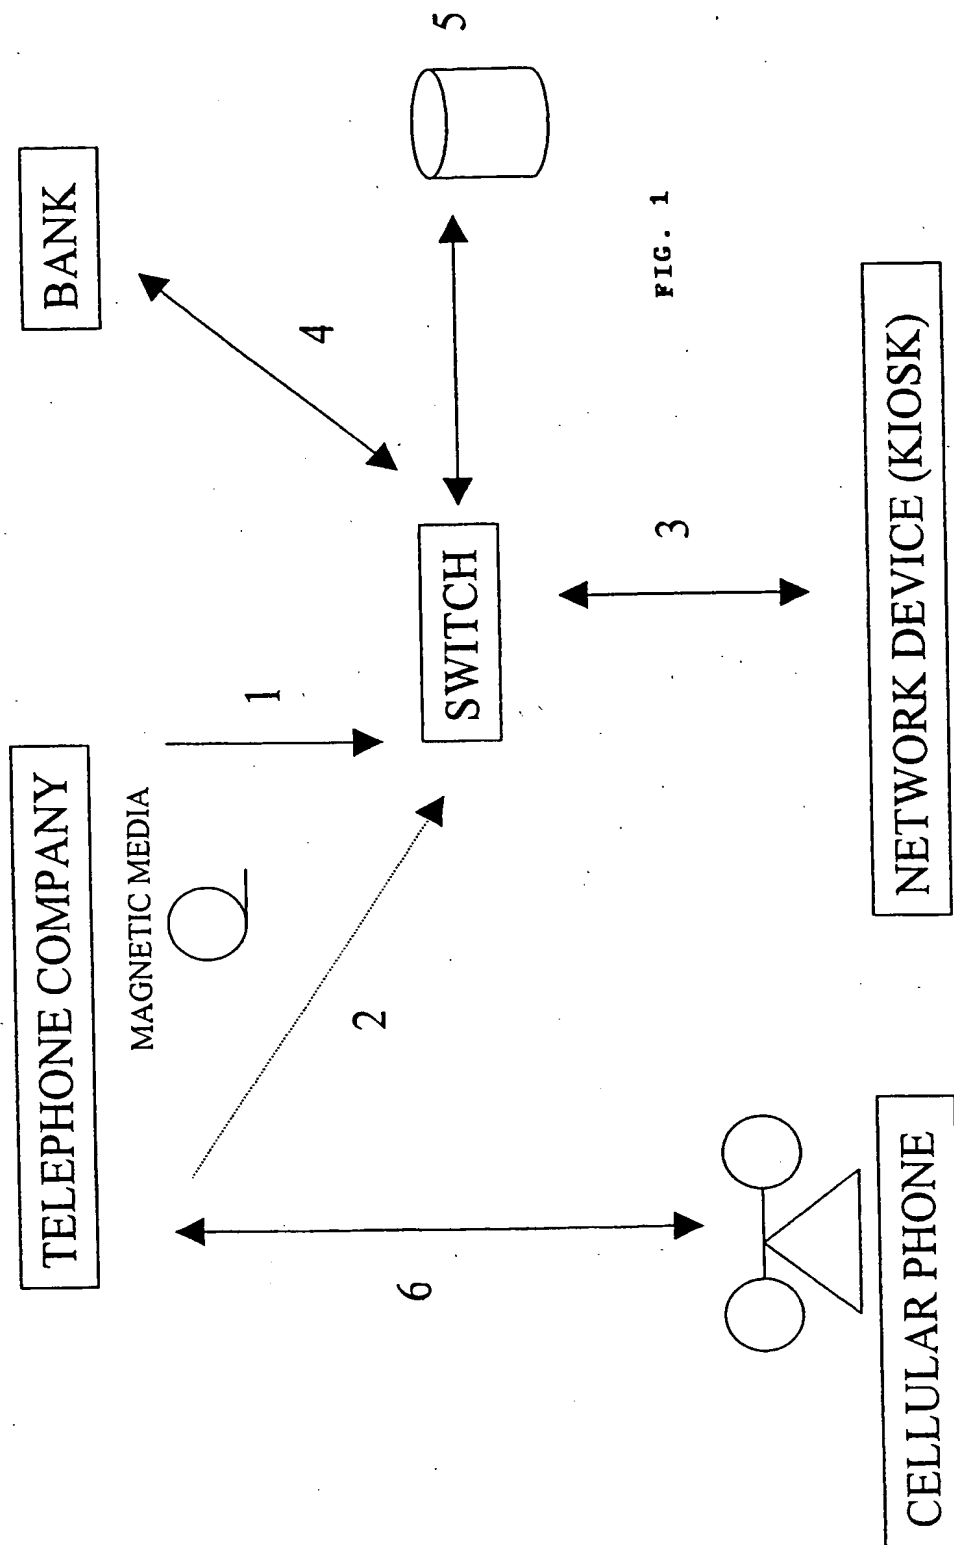 TELEPHONE COMPANY
BANK
MAGNETIC MEDIA
1
4
2
6
SWITCH
5
3
FIG. 1
CELLULAR PHONE
NETWORK DEVICE (KIOSK)